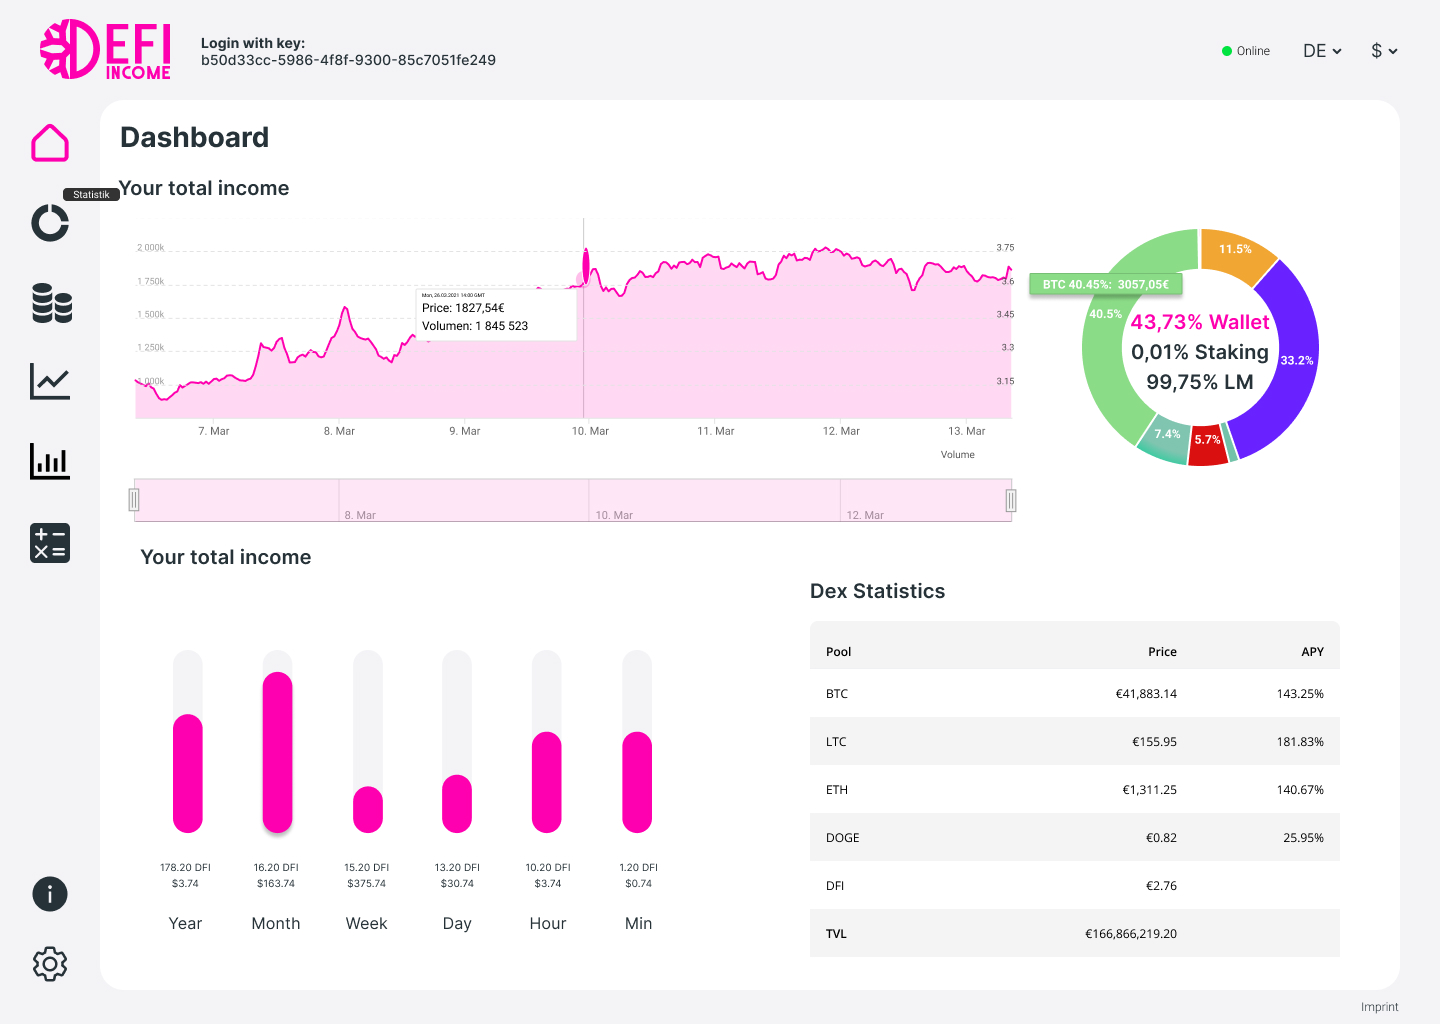 DEFI
INCOME
Login with key:
b50d33cc-5986-4f8f-9300-85c7051fe249
Online
DE
$
Dashboard
Statistik
Your total income
2 000k
1 750k
1 500k
1 250k
1 000k
3.75
3.6
3.45
3.3
3.15
Mon, 26.03.2021 14:00 GMT
Price: 1827,54€
Volumen: 1 845 523
7. Mar
8. Mar
9. Mar
10. Mar
11. Mar
12. Mar
13. Mar
Volume
8. Mar
10. Mar
12. Mar
11.5%
BTC 40.45%: 3057,05€
40.5%
43,73% Wallet
0,01% Staking
99,75% LM
33.2%
7.4%
5.7%
Your total income
178.20 DFI
$3.74
Year
16.20 DFI
$163.74
Month
15.20 DFI
$375.74
Week
13.20 DFI
$30.74
Day
10.20 DFI
$3.74
Hour
1.20 DFI
$0.74
Min
Dex Statistics
Pool Price APY
BTC €41,883.14 143.25%
LTC €155.95 181.83%
ETH €1,311.25 140.67%
DOGE €0.82 25.95%
DFI €2.76
TVL €166,866,219.20
Imprint